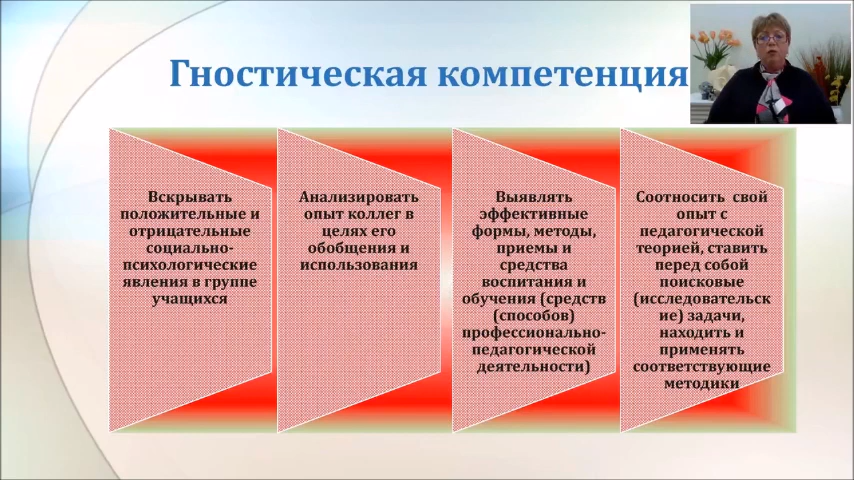 Гностическая компетенция
Вскрывать
положительные и
отрицательные
социально-
психологические
явления в группе
учащихся
Анализировать
опыт коллег в
целях его
обобщения и
использования
Выявлять
эффективные
формы, методы,
приемы и
средства
воспитания и
обучения (средств
(способов)
профессионально-
педагогической
деятельности)
Соотносить свой
опыт с
педагогической
теорией, ставить
перед собой
поисковые
(исследовательск
ие) задачи,
находить и
применять
соответствующие
методики